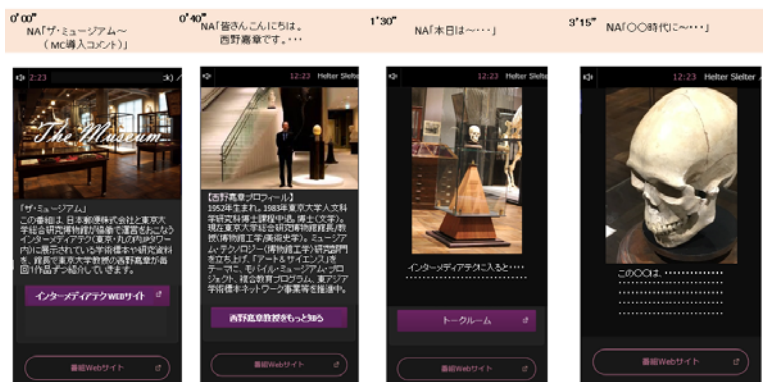 0'00"
NA「ザ・ミュージアム～
(MC導入コメント)」
0'40"
NA「皆さんこんにちは。
西野嘉章です。・・・
1'30"
NA「本日は～・・・」
3'15"
NA「〇〇時代に～・・・」
2:23
The Museum
「ザ・ミュージアム」
この番組は、日本郵便株式会社と東京大
学総合研究博物館が協働で運営をおこなう
インターメディアテク(東京・丸の内JPタワー
内)に展示されている学術標本や研究資料
を、館長で東京大学教授の西野嘉章が毎
回1作品ずつ紹介していきます。
インターメディアテクWEBサイト
番組Webサイト
12:23 Helter Skelte
【西野嘉章プロフィール】
1952年生まれ。1983年東京大学人文科
学研究科博士課程中退。博士(文学)。
現在東京大学総合研究博物館館長/教
授(博物館工学/美術史学)。ミュージア
ム・テクノロジー(博物館工学)研究部門
を立ち上げ、「アート&サイエンス」を
テーマに、モバイル・ミュージアム・プロ
ジェクト、複合教育プログラム、東アジア
学術標本ネットワーク事業等を推進中。
西野嘉章教授をもっと知る
番組Webサイト
12:23 Helter Skelte
インターメディアテクに入ると・・・・
トークルーム
番組Webサイト
12:23 Helter Skelter
この〇〇は、・・・・・・・・・・・
番組Webサイト